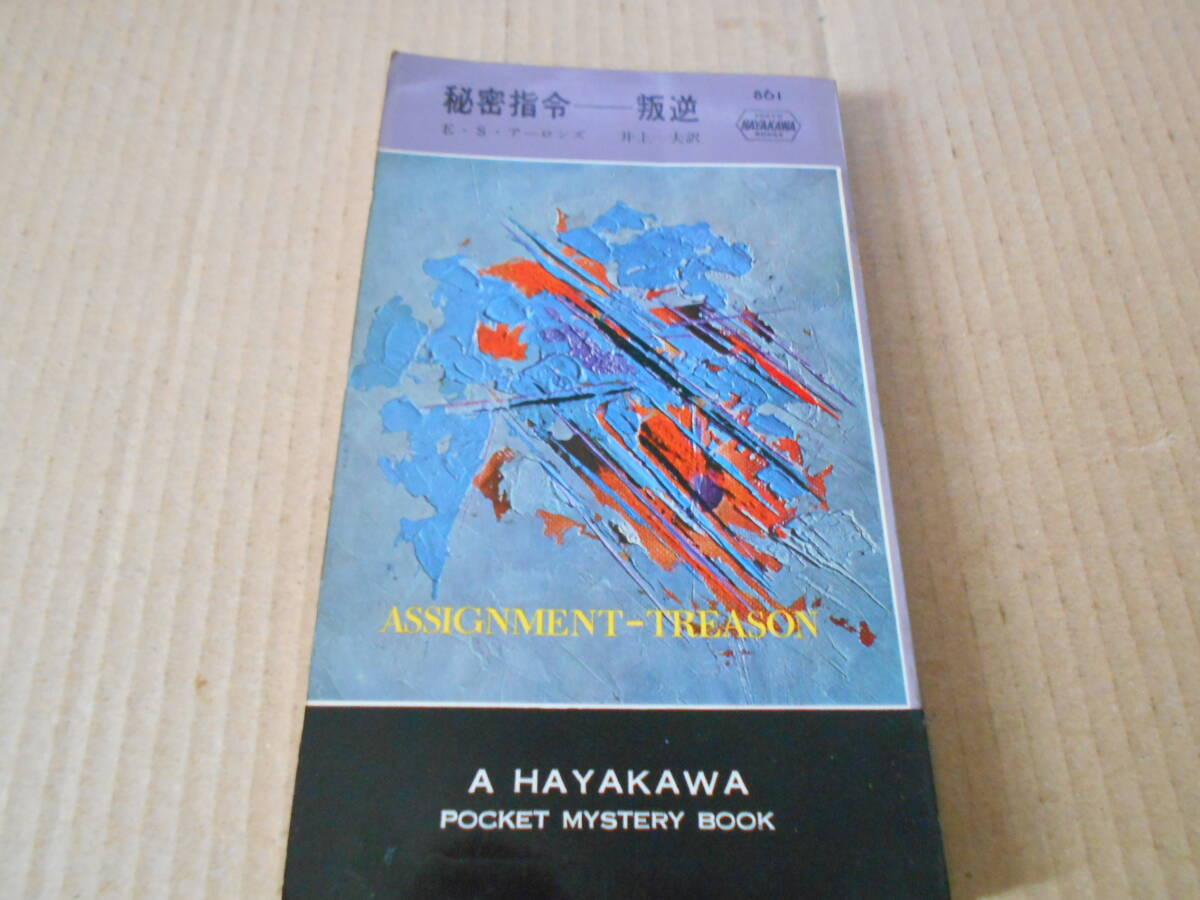 秘密指令——叛逆
861
E・S・アーロンズ 井上一夫訳
HAYAKAWA
BOOKS
ASSIGNMENT-TREASON
A HAYAKAWA
POCKET MYSTERY BOOK